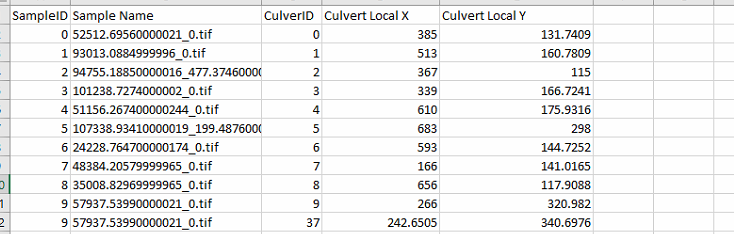 SampleID Sample Name CulverID Culvert Local X Culvert Local Y
0 52512.69560000021_0.tif 0 385 131.7409
1 93013.0884999996_0.tif 1 513 160.7809
2 94755.18850000016_477.37460000 2 367 115
3 101238.7274000002_0.tif 3 339 166.7241
4 51156.267400000244_0.tif 4 610 175.9316
5 107338.93410000019_199.4876000 5 683 298
6 24228.764700000174_0.tif 6 593 144.7252
7 48384.20579999965_0.tif 7 166 141.0165
8 35008.82969999965_0.tif 8 656 117.9088
9 57937.53990000021_0.tif 9 266 320.982
9 57937.53990000021_0.tif 37 242.6505 340.6976